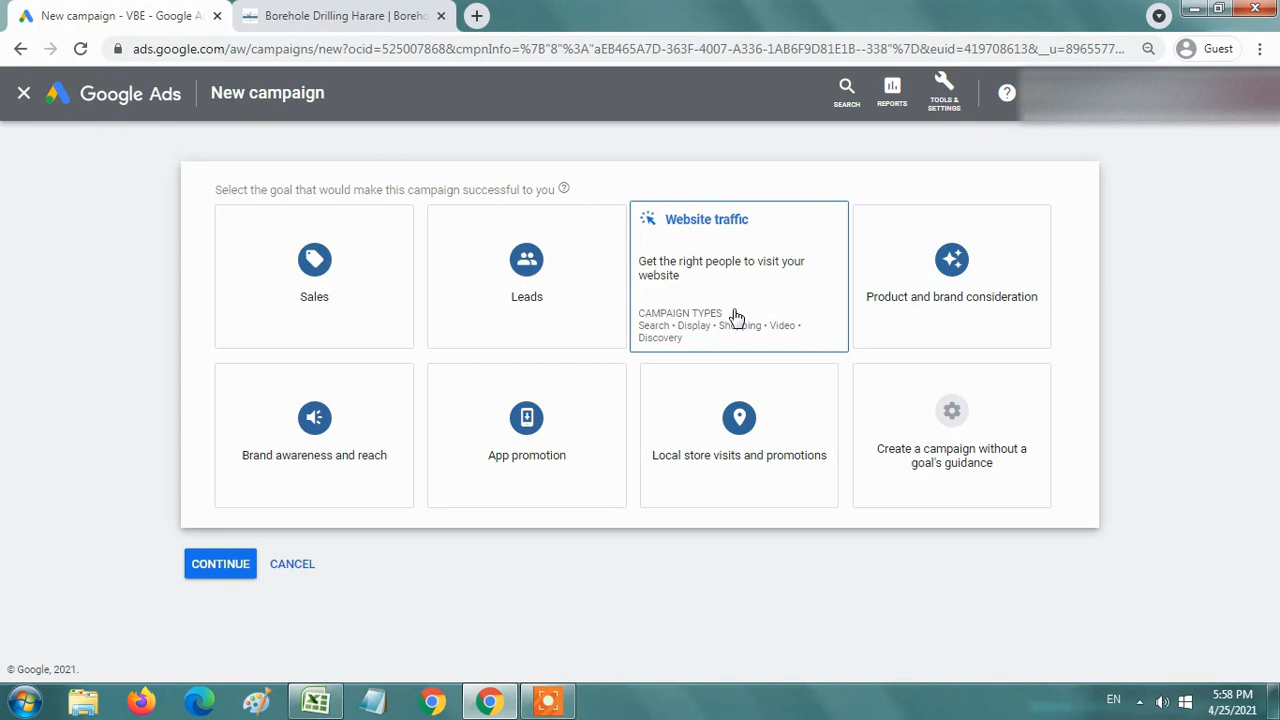 New campaign - VBE - Google A
Borehole Drilling Harare | Boreho
ads.google.com/aw/campaigns/new?ocid=525007868&cmpnInfo=%7B"8"%3A"aEB465A7D-363F-4007-A336-1AB6F9D81E1B--338"%7D&euid=419708613&__u=8965577...
Guest
Google Ads
New campaign
SEARCH
REPORTS
TOOLS &
SETTINGS
?
Select the goal that would make this campaign successful to you
Sales
Leads
Website traffic
Get the right people to visit your
website
CAMPAIGN TYPES
Search • Display • Shopping • Video •
Discovery
Product and brand consideration
Brand awareness and reach
App promotion
Local store visits and promotions
Create a campaign without a
goal's guidance
CONTINUE
CANCEL
© Google, 2021.
EN
5:58 PM
4/25/2021